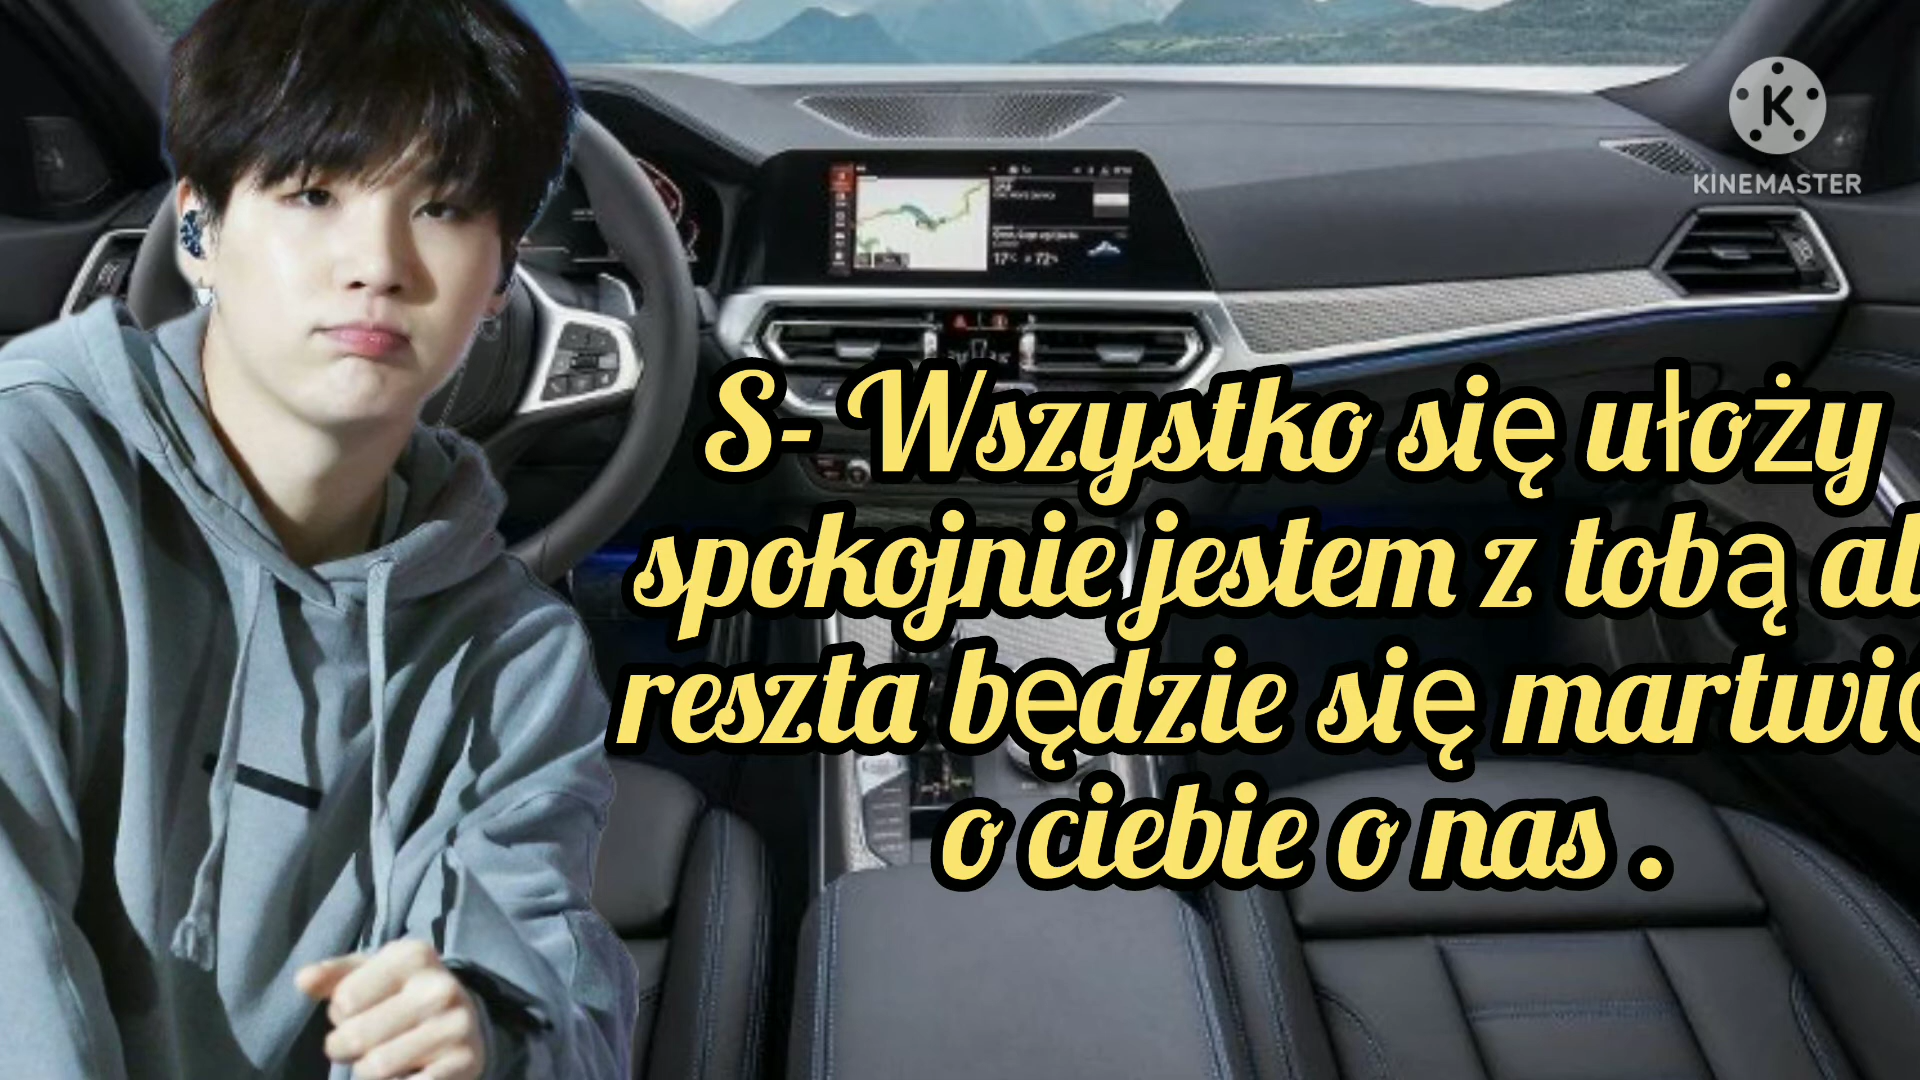 KINEMASTER
S- Wszystko się ułoży
spokojnie jestem z tobą
reszta będzie się
o ciebie o nas .